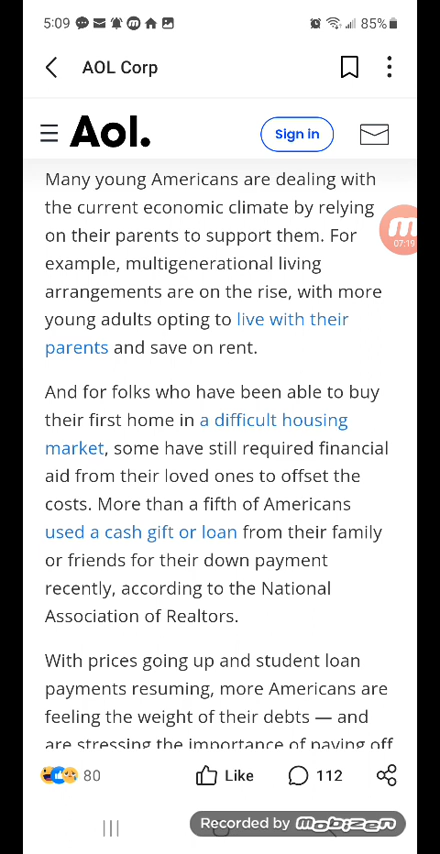 5:09
85%
AOL Corp
Aol.
Sign in
Many young Americans are dealing with
the current economic climate by relying
on their parents to support them. For
07:19
example, multigenerational living
arrangements are on the rise, with more
young adults opting to live with their
parents and save on rent.
And for folks who have been able to buy
their first home in a difficult housing
market, some have still required financial
aid from their loved ones to offset the
costs. More than a fifth of Americans
used a cash gift or loan from their family
or friends for their down payment
recently, according to the National
Association of Realtors.
With prices going up and student loan
payments resuming, more Americans are
feeling the weight of their debts — and
are stressing the importance of paying off
80
Like
112
Recorded by mobizen